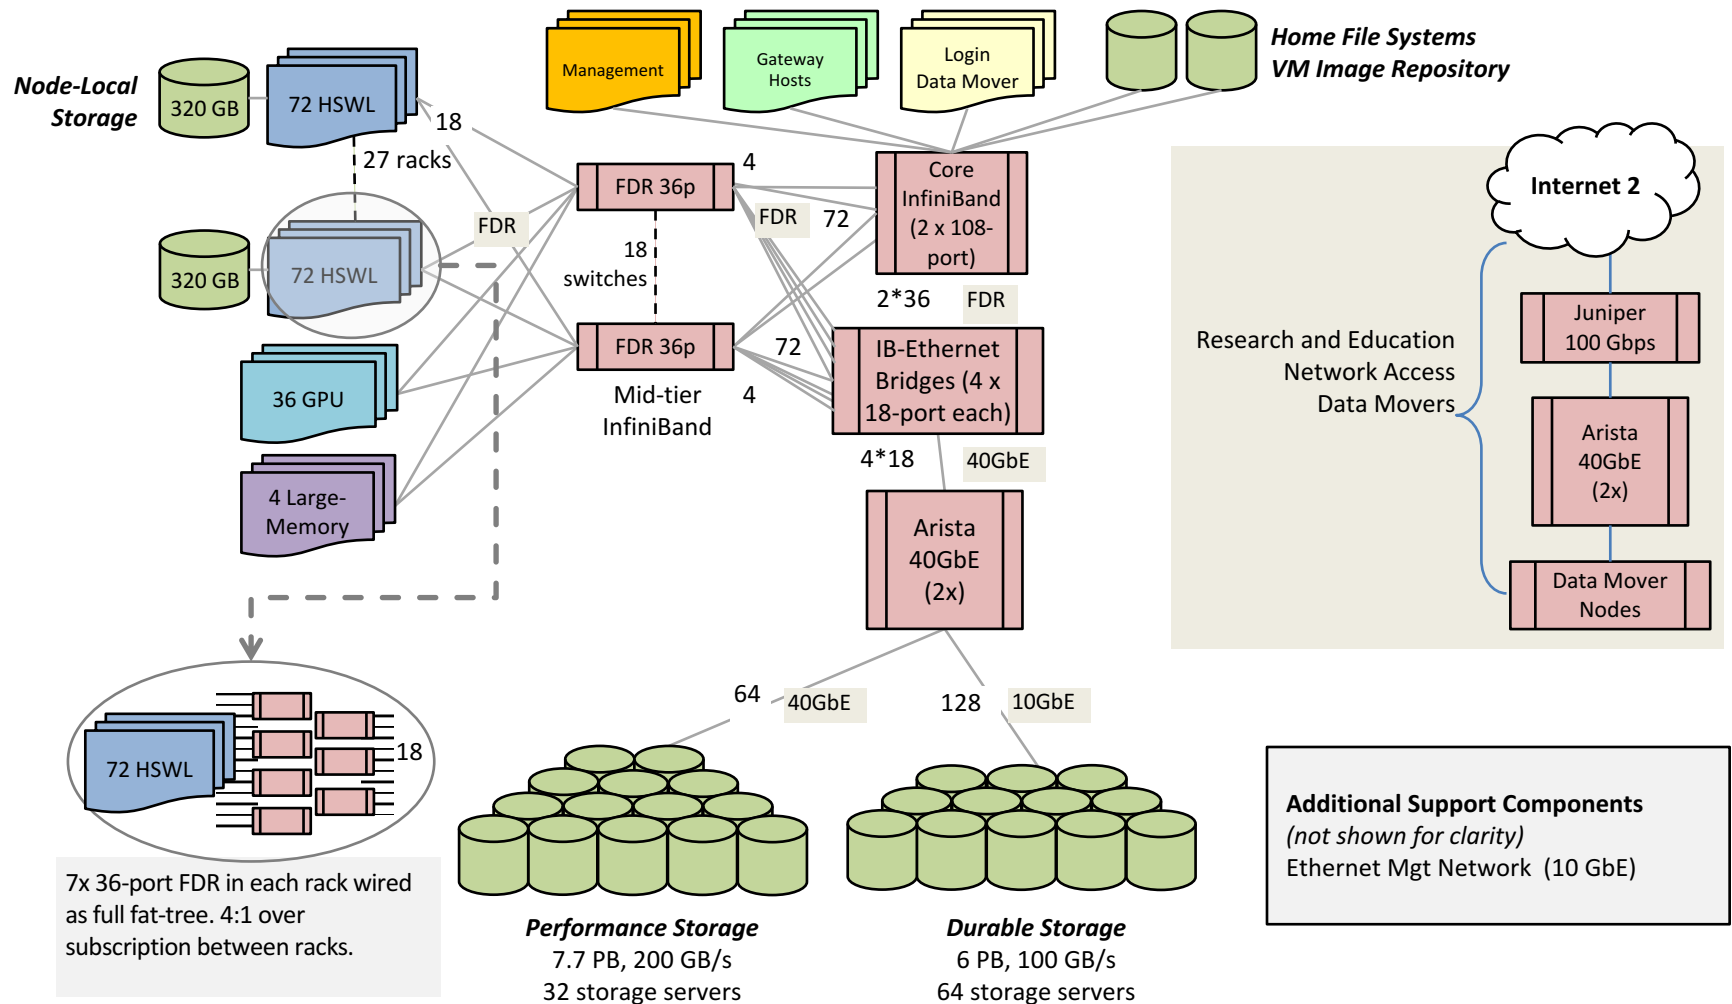 Node-Local
Storage
320 GB
72 HSWL
18
27 racks
320 GB
72 HSWL
FDR
36 GPU
4 Large-
Memory
Management
Gateway
Hosts
Login
Data Mover
Home File Systems
VM Image Repository
FDR 36p
4
FDR
72
18
switches
FDR 36p
72
4
Mid-tier
InfiniBand
Core
InfiniBand
(2 x 108-
port)
2*36
FDR
IB-Ethernet
Bridges (4 x
18-port each)
4*18
40GbE
Arista
40GbE
(2x)
64
40GbE
128
10GbE
Internet 2
Juniper
100 Gbps
Research and Education
Network Access
Data Movers
Arista
40GbE
(2x)
Data Mover
Nodes
72 HSWL
18
7x 36-port FDR in each rack wired
as full fat-tree. 4:1 over
subscription between racks.
Performance Storage
7.7 PB, 200 GB/s
32 storage servers
Durable Storage
6 PB, 100 GB/s
64 storage servers
Additional Support Components
(not shown for clarity)
Ethernet Mgt Network (10 GbE)